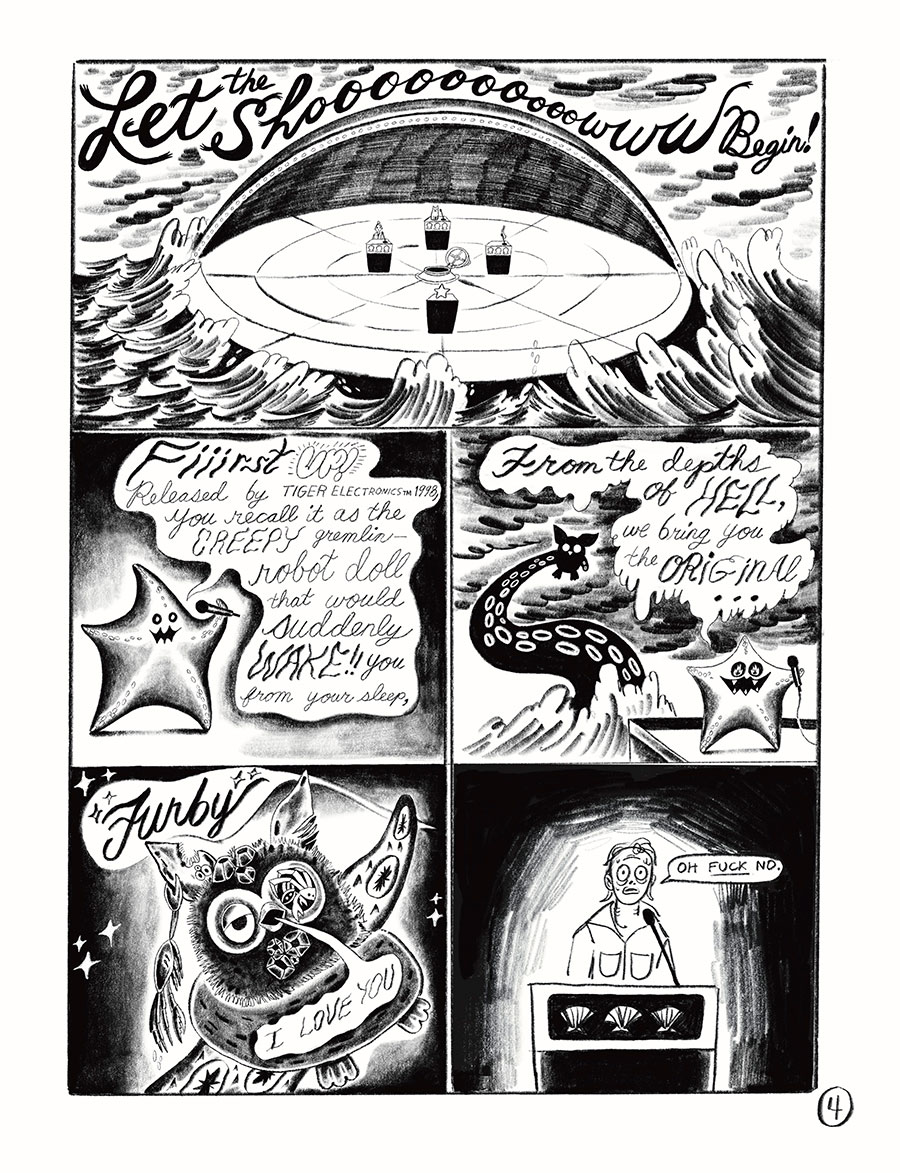 Let the Shooooooooooowwww Begin!
Fiiirst up
Released by TIGER ELECTRONICS™ 1998,
you recall it as the
CREEPY gremlin-
robot doll
that would
suddenly
WAKE!! you
from your sleep,
From the depths
of HELL,
we bring you
the ORIGINAL
...
Furby
I LOVE YOU
OH FUCK NO.
4